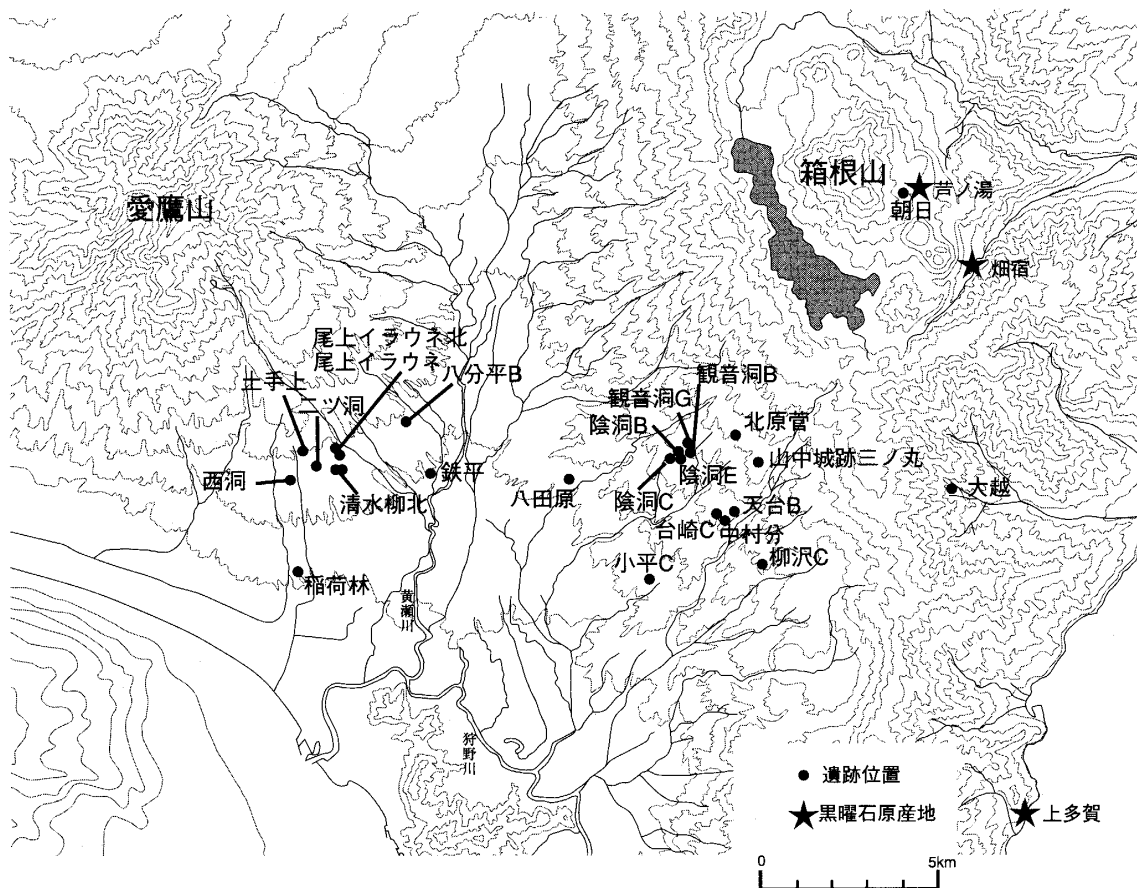 箱根山
芦ノ湯
朝日
愛鷹山
畑宿
尾上イラウネ北
尾上イラウネ
八分平B
土手上
二ツ洞
観音洞B
観音洞G
陰洞B
北原菅
山中城跡三ノ丸
西洞
清水柳北
鉄平
八田原
陰洞C
陰洞E
大越
天台B
台崎C
中村分
小平C
柳沢C
稲荷林
黄瀬川
狩野川
遺跡位置
黒曜石原産地
上多賀
0
5km